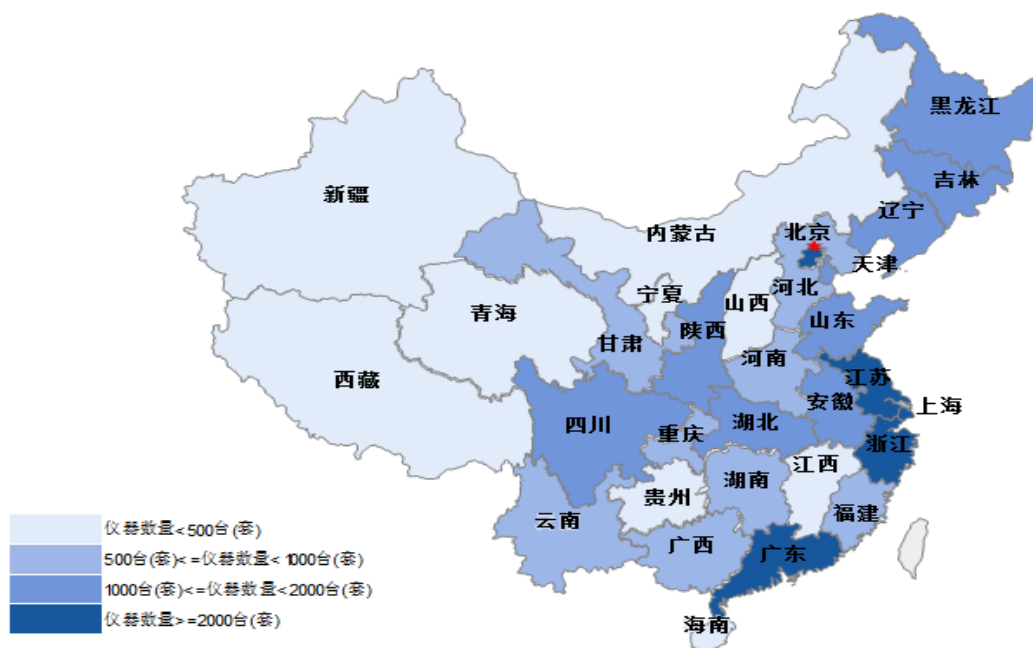 黑龙江
吉林
辽宁
新疆
内蒙古
北京
天津
宁夏
河北
山西
青海
山东
陕西
甘肃
河南
西藏
江苏
安徽
上海
四川
湖北
重庆
浙江
江西
湖南
贵州
福建
云南
广西
广东
海南
仪器数量<500台(套)
500台(套)<=仪器数量<1000台(套)
1000台(套)<=仪器数量<2000台(套)
仪器数量>=2000台(套)